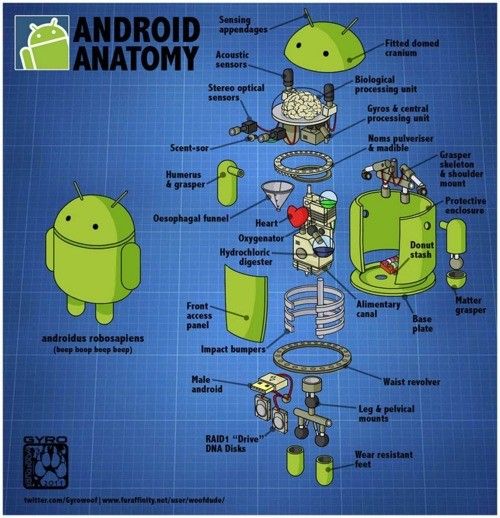 ANDROID
ANATOMY
Sensing
appendages
Fitted domed
cranium
Acoustic
sensors
Stereo optical
sensors
Biological
processing unit
Gyros & central
processing unit
Scent-sor
Noms pulveriser
& madible
Humerus
& grasper
Grasper
skeleton
& shoulder
mount
Oesophagal funnel
Protective
enclosure
Heart
Oxygenator
Hydrochloric
digester
Donut
stash
Front
access
panel
Alimentary
canal
Base
plate
Matter
grasper
Impact bumpers
androidus robosapiens
(beep boop beep beep)
Male
android
Waist revolver
Leg & pelvical
mounts
RAID1 "Drive"
DNA Disks
Wear resistant
feet
GYRO
2011
twitter.com/Gyrowoof | www.furaffinity.net/user/woofdude/